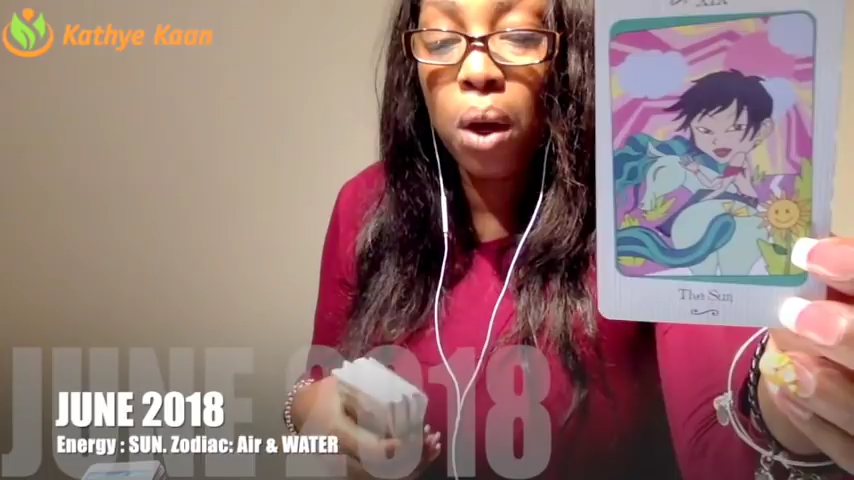 Kathye Kaan
XIX
The Sun
JUNE 2018
JUNE 2018
Energy : SUN. Zodiac: Air & WATER